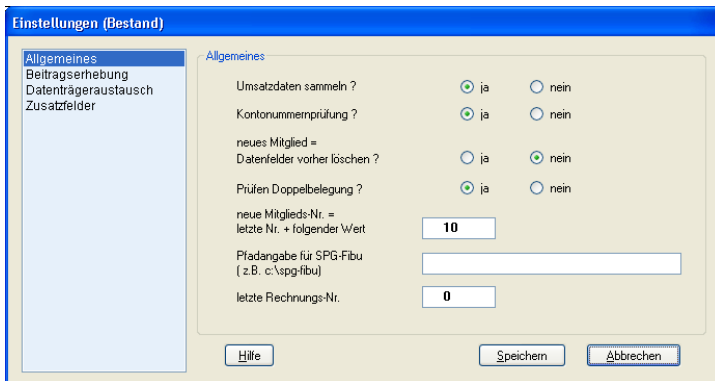 Einstellungen (Bestand)
Allgemeines
Beitragserhebung
Datenträgeraustausch
Zusatzfelder
Allgemeines
Umsatzdaten sammeln ? ja nein
Kontonummernprüfung ? ja nein
neues Mitglied =
Datenfelder vorher löschen ? ja nein
Prüfen Doppelbelegung ? ja nein
neue Mitglieds-Nr. =
letzte Nr. + folgender Wert 10
Pfadangabe für SPG-Fibu
( z.B. c:\spg-fibu)
letzte Rechnungs-Nr. 0
Hilfe Speichern Abbrechen